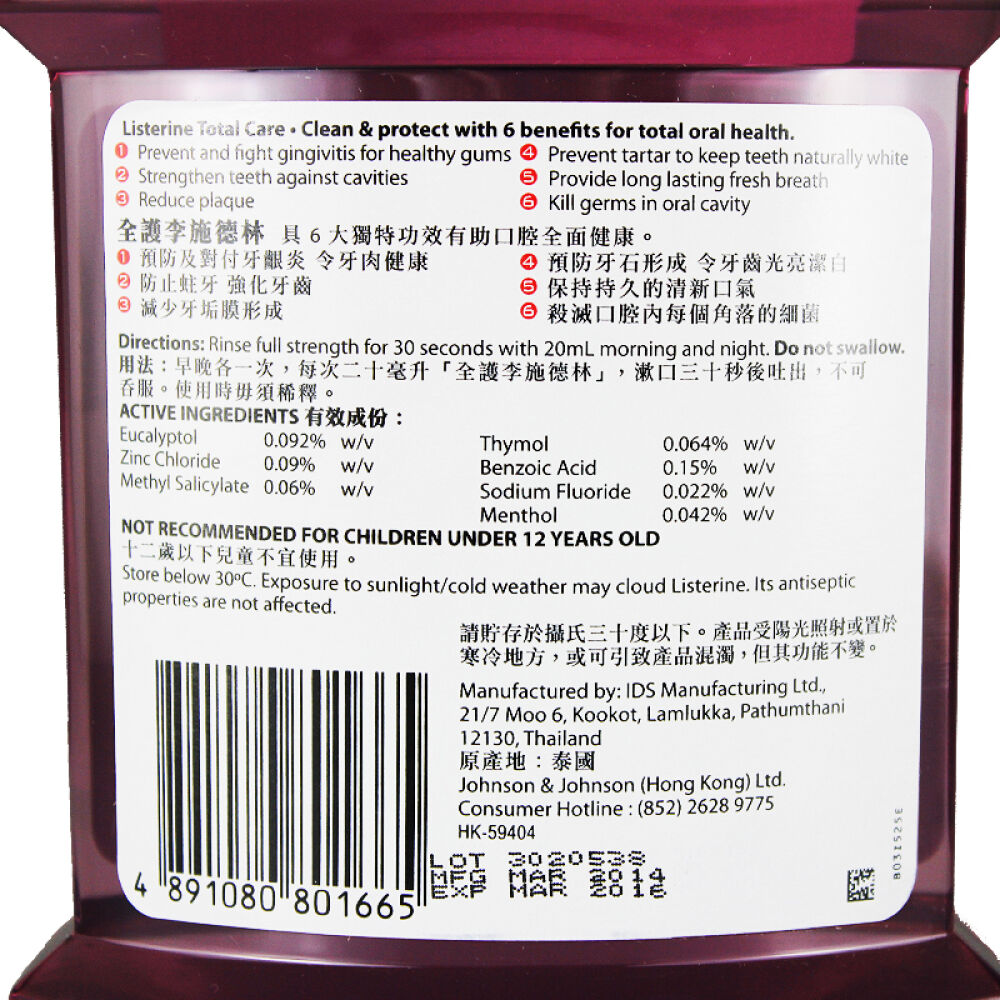 Listerine Total Care • Clean & protect with 6 benefits for total oral health.
1 Prevent and fight gingivitis for healthy gums
2 Strengthen teeth against cavities
3 Reduce plaque
4 Prevent tartar to keep teeth naturally white
5 Provide long lasting fresh breath
6 Kill germs in oral cavity
全護李施德林 具6大獨特功效有助口腔全面健康。
1 預防及對付牙齦炎 令牙肉健康
2 防止蛀牙 強化牙齒
3 減少牙垢膜形成
4 預防牙石形成 令牙齒光亮潔白
5 保持持久的清新口氣
6 殺滅口腔內每個角落的細菌
Directions: Rinse full strength for 30 seconds with 20mL morning and night. Do not swallow.
用法：早晚各一次，每次二十毫升「全護李施德林」，漱口三十秒後吐出，不可
吞服。使用時毋須稀釋。
ACTIVE INGREDIENTS 有效成份：
Eucalyptol 0.092% w/v
Zinc Chloride 0.09% w/v
Methyl Salicylate 0.06% w/v
Thymol 0.064% w/v
Benzoic Acid 0.15% w/v
Sodium Fluoride 0.022% w/v
Menthol 0.042% w/v
NOT RECOMMENDED FOR CHILDREN UNDER 12 YEARS OLD
十二歲以下兒童不宜使用。
Store below 30ºC. Exposure to sunlight/cold weather may cloud Listerine. Its antiseptic
properties are not affected.
請貯存於攝氏三十度以下。產品受陽光照射或置於
寒冷地方，或可引致產品混濁，但其功能不變。
Manufactured by: IDS Manufacturing Ltd.,
21/7 Moo 6, Kookot, Lamlukka, Pathumthani
12130, Thailand
原產地：泰國
Johnson & Johnson (Hong Kong) Ltd.
Consumer Hotline : (852) 2628 9775
HK-59404
LOT 3020538
MFG MAR 2014
EXP MAR 2016
4 891080 801665
8031525E